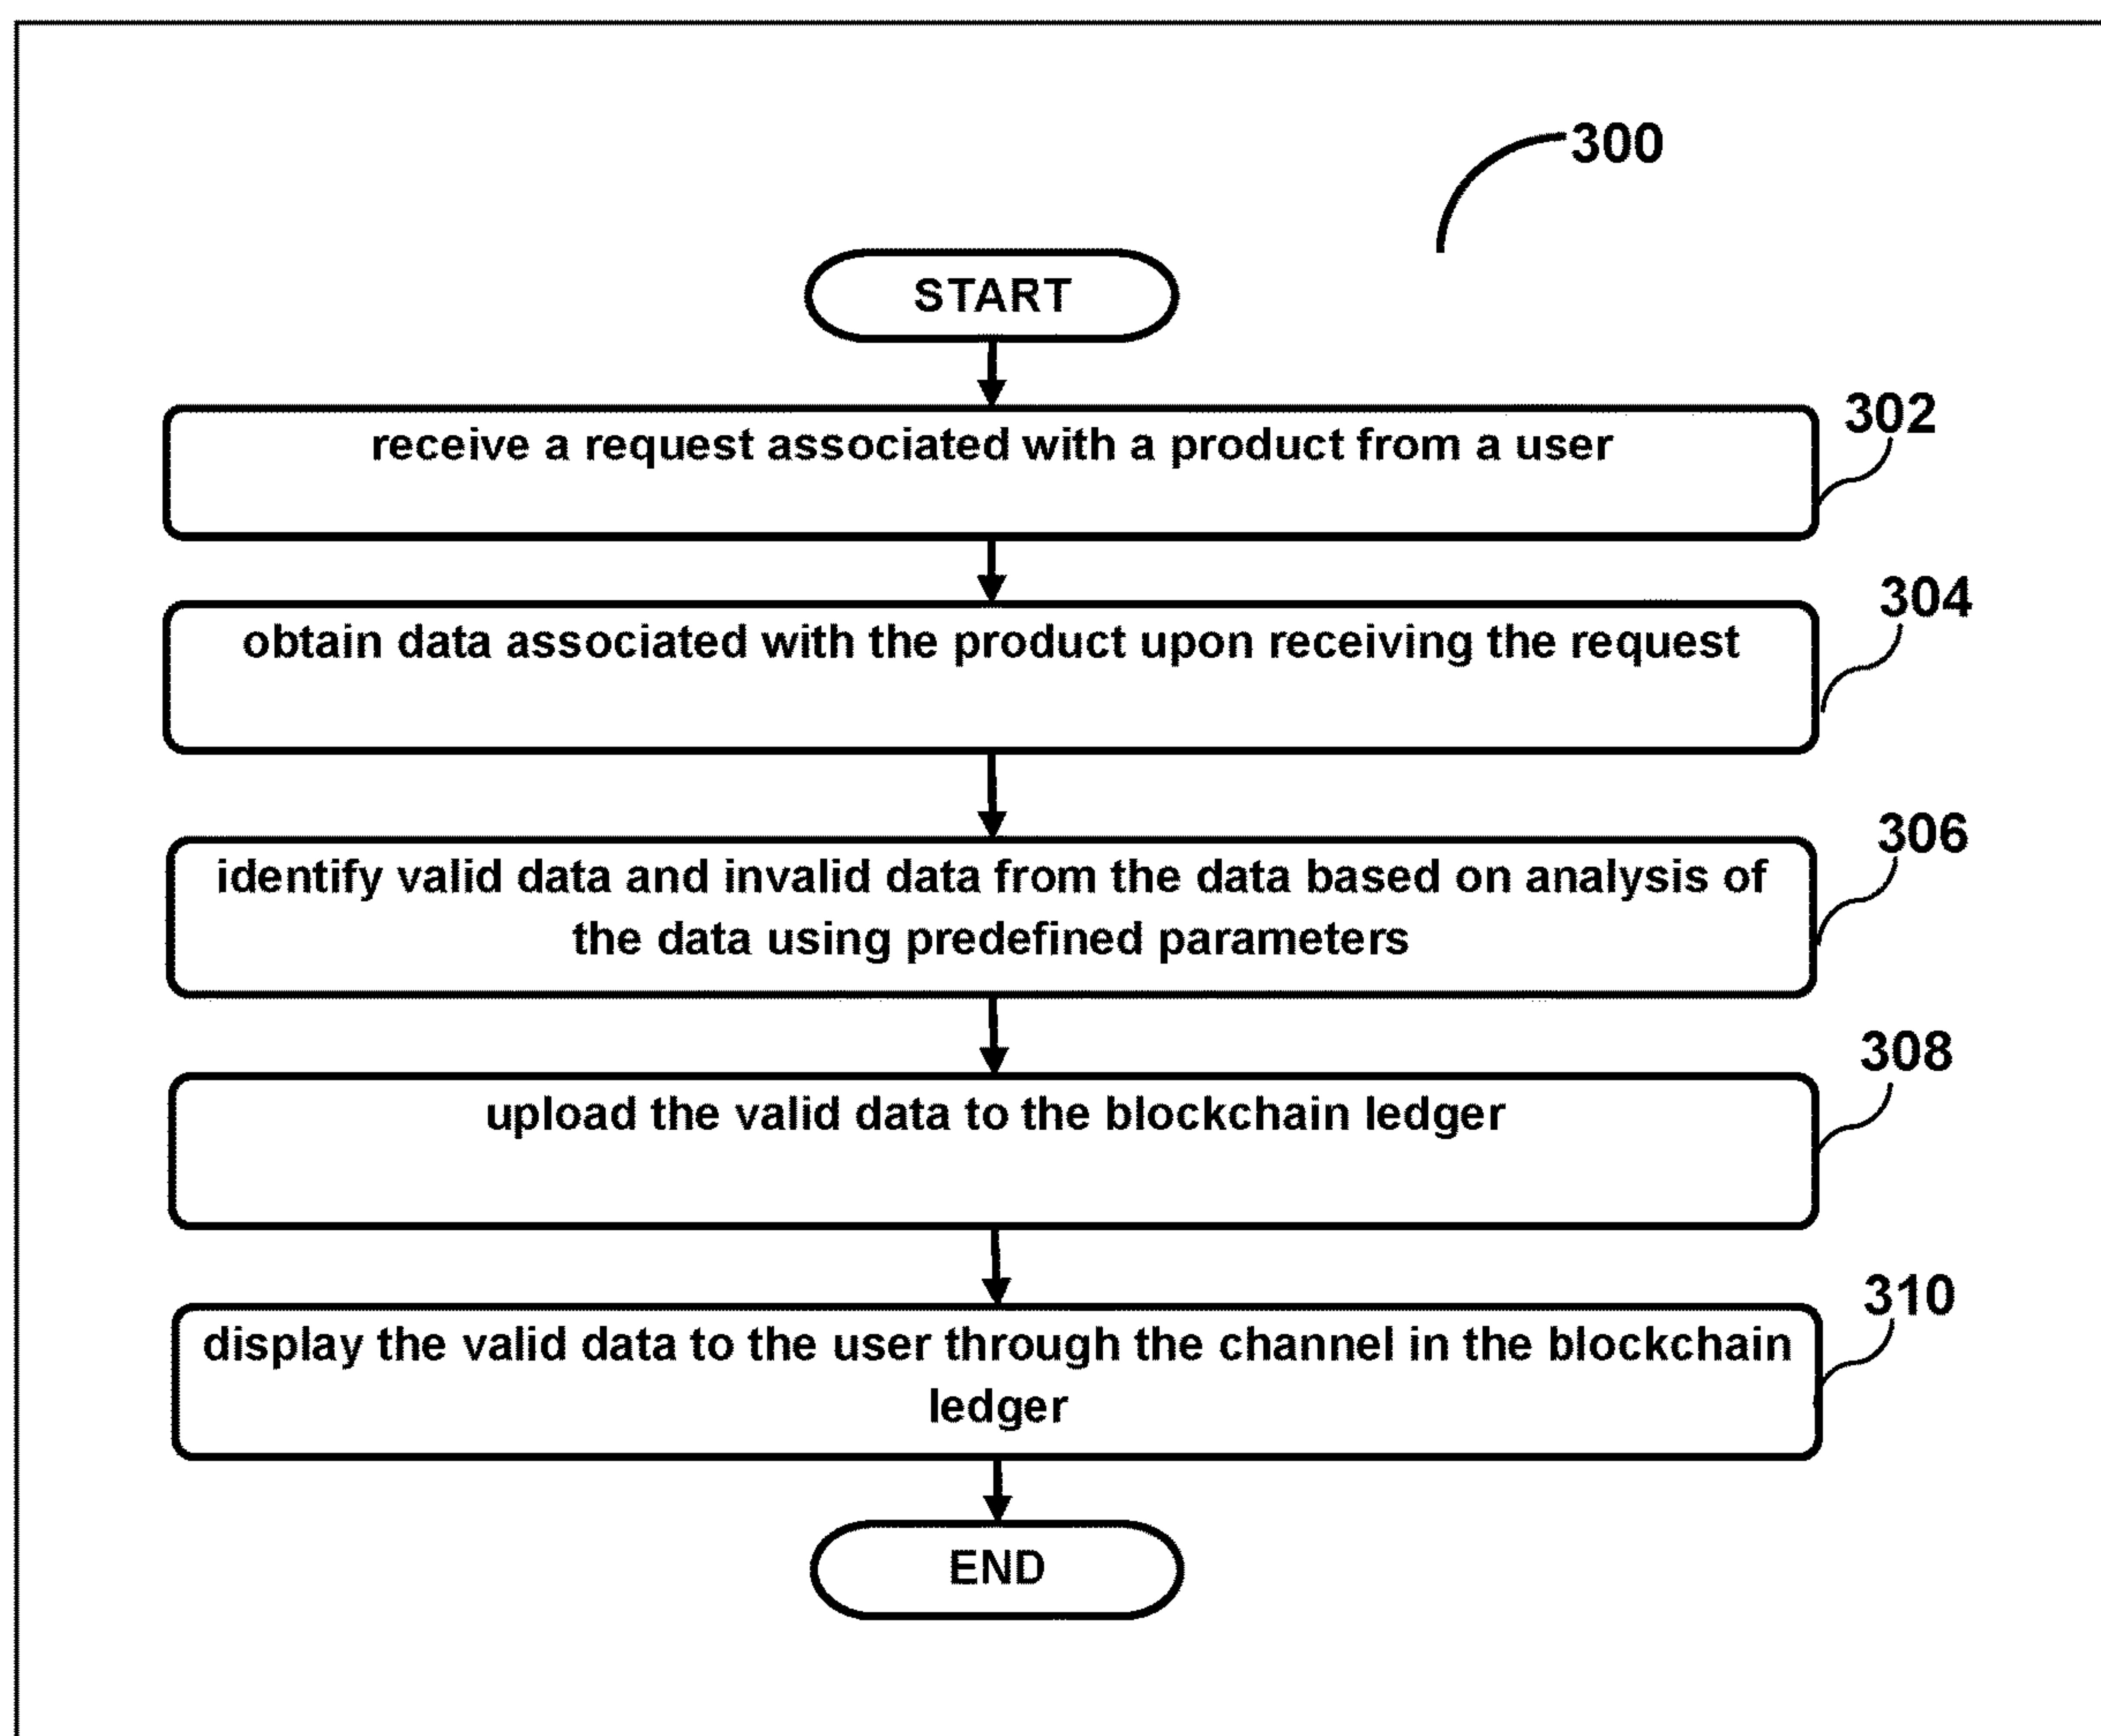 300
START
302
receive a request associated with a product from a user
304
obtain data associated with the product upon receiving the request
306
identify valid data and invalid data from the data based on analysis of
the data using predefined parameters
308
upload the valid data to the blockchain ledger
310
display the valid data to the user through the channel in the blockchain
ledger
END